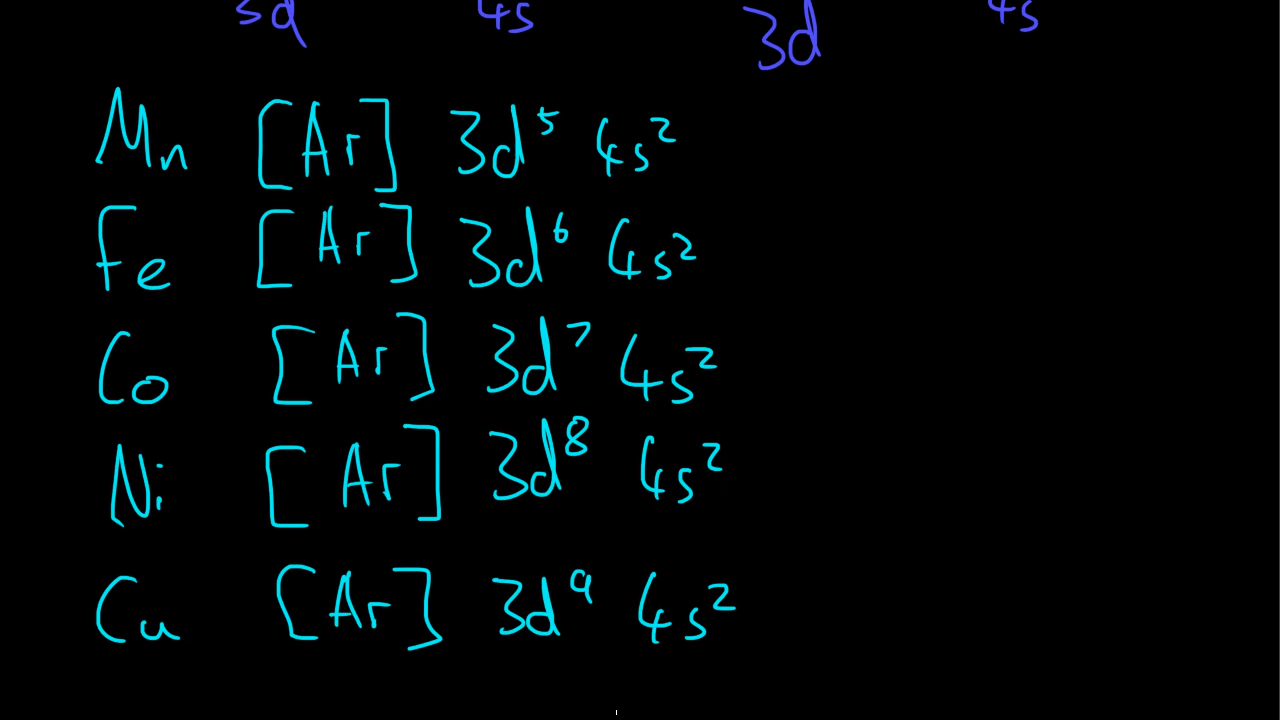 3d 4s 3d 4s
Mn [Ar] 3d⁵ 4s²
Fe [Ar] 3d⁶ 4s²
Co [Ar] 3d⁷ 4s²
Ni [Ar] 3d⁸ 4s²
Cu [Ar] 3d⁹ 4s²